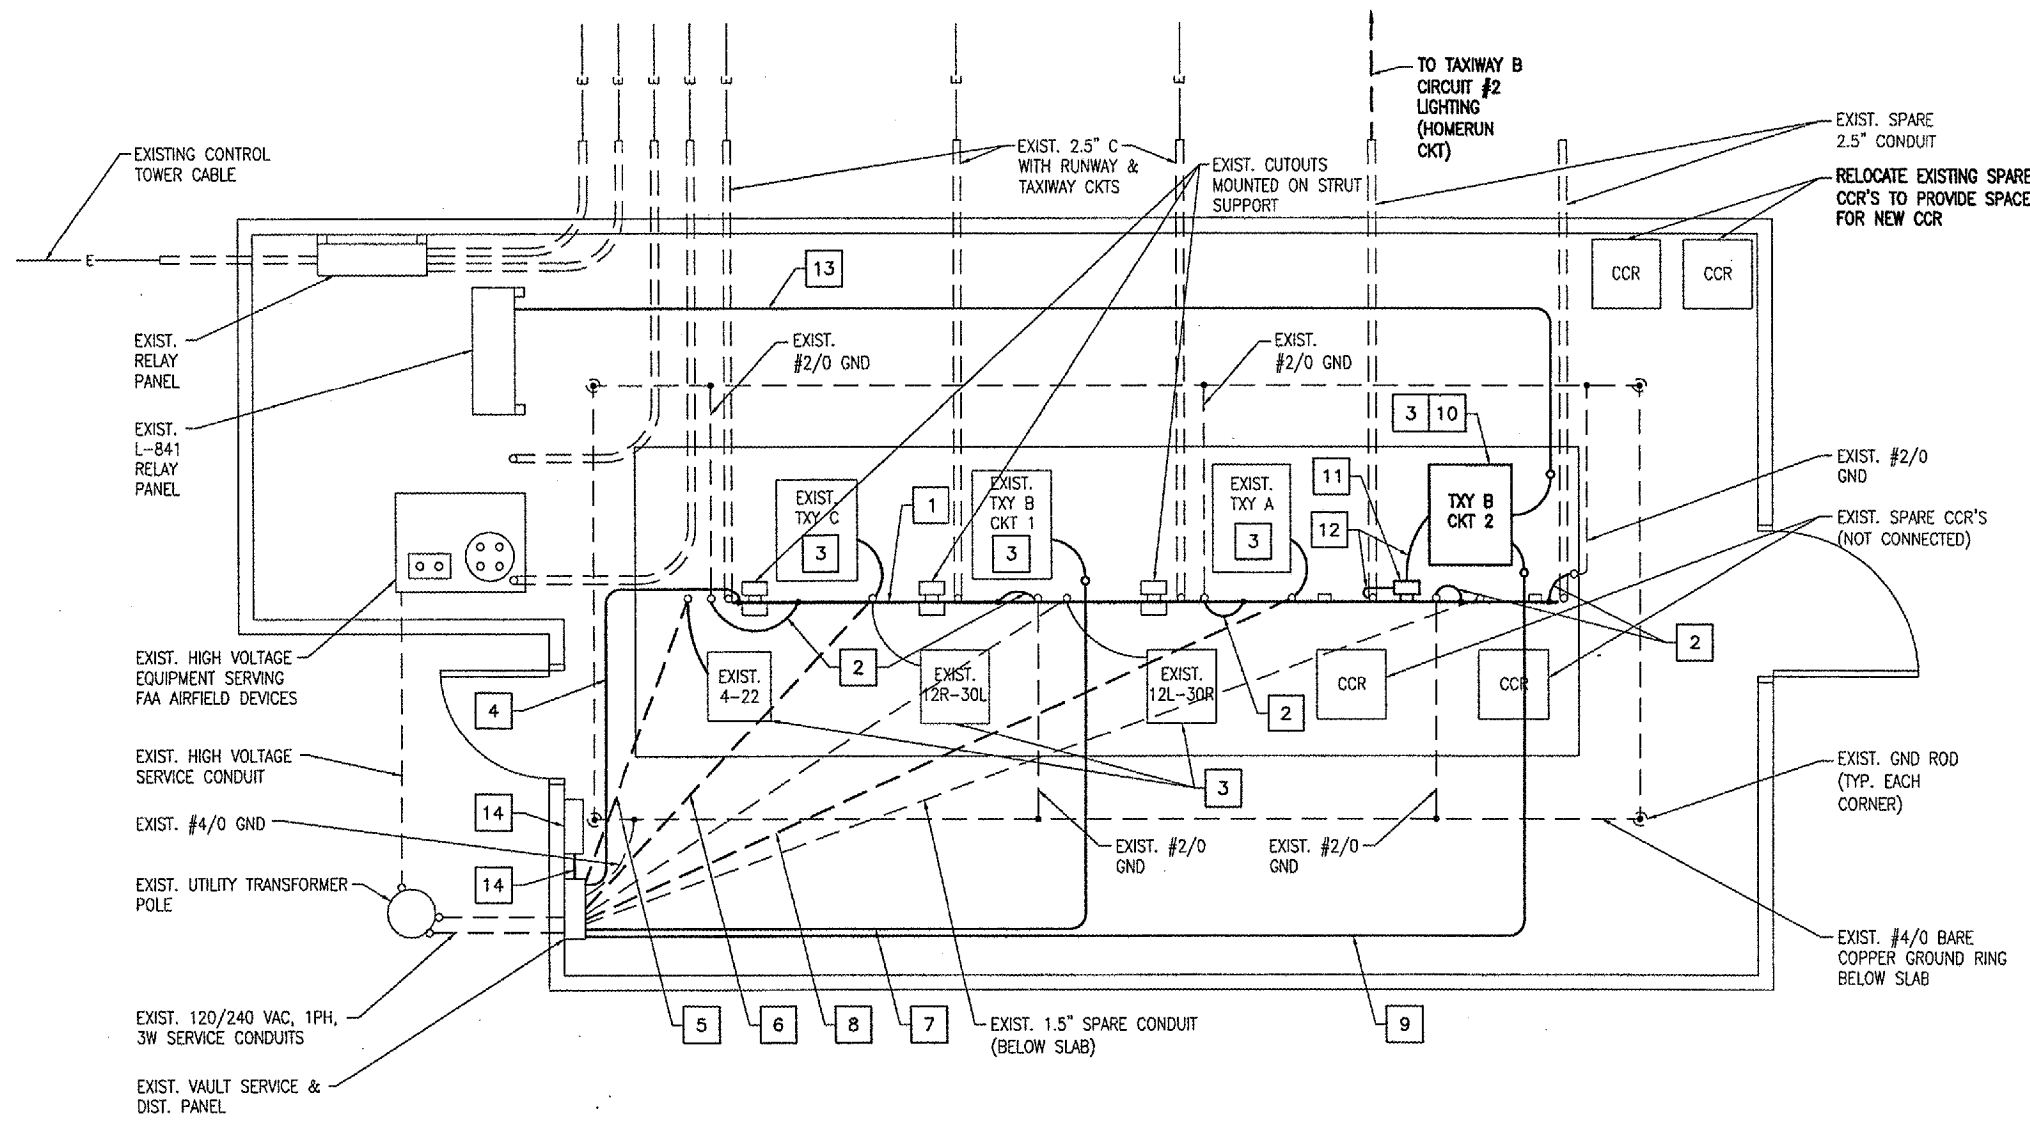 TO TAXIWAY B
CIRCUIT #2
LIGHTING
(HOMERUN
CKT)
EXIST. SPARE
2.5" CONDUIT
RELOCATE EXISTING SPARE
CCR'S TO PROVIDE SPACE
FOR NEW CCR
EXISTING CONTROL
TOWER CABLE
EXIST. 2.5" C
WITH RUNWAY &
TAXIWAY CKTS
EXIST. CUTOUTS
MOUNTED ON STRUT
SUPPORT
E
E
E
E
E
E
E
E
CCR
CCR
13
EXIST.
RELAY
PANEL
EXIST.
#2/0 GND
EXIST.
#2/0 GND
EXIST.
L-841
RELAY
PANEL
3
10
EXIST. #2/0
GND
EXIST.
TXY C
3
1
EXIST.
TXY B
CKT 1
3
EXIST.
TXY A
3
11
12
TXY B
CKT 2
EXIST. SPARE CCR'S
(NOT CONNECTED)
EXIST. HIGH VOLTAGE
EQUIPMENT SERVING
FAA AIRFIELD DEVICES
4
EXIST.
4-22
2
EXIST.
12R-30L
EXIST.
12L-30R
2
CCR
CCR
2
EXIST. HIGH VOLTAGE
SERVICE CONDUIT
3
EXIST. GND ROD
(TYP. EACH
CORNER)
14
EXIST. #4/0 GND
EXIST. #2/0
GND
EXIST. #2/0
GND
14
EXIST. UTILITY TRANSFORMER
POLE
EXIST. #4/0 BARE
COPPER GROUND RING
BELOW SLAB
EXIST. 120/240 VAC, 1PH,
3W SERVICE CONDUITS
5
6
8
7
EXIST. 1.5" SPARE CONDUIT
(BELOW SLAB)
9
EXIST. VAULT SERVICE &
DIST. PANEL